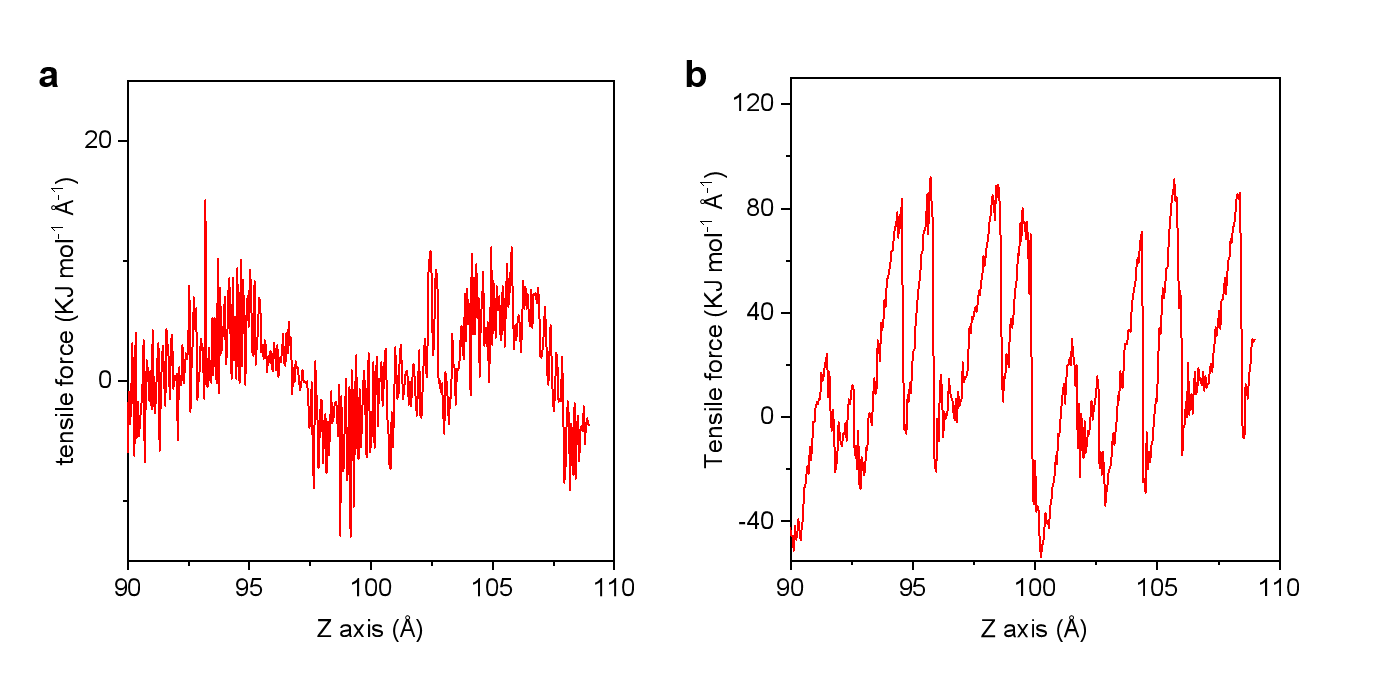 a
20
0
tensile force (KJ mol⁻¹ Å⁻¹)
90 95 100 105 110
Z axis (Å)
b
120
80
40
0
-40
Tensile force (KJ mol⁻¹ Å⁻¹)
90 95 100 105 110
Z axis (Å)